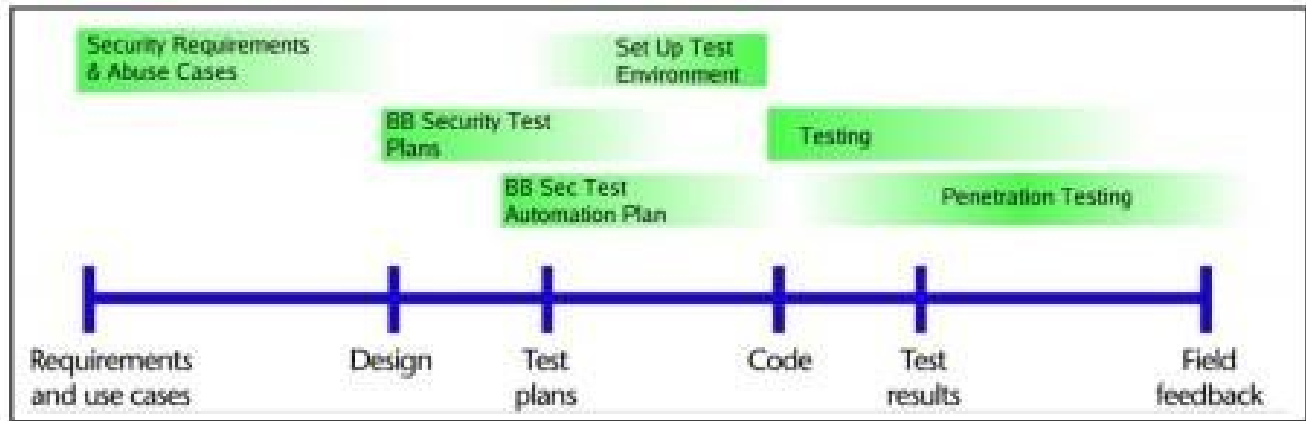 Security Requirements
& Abuse Cases
Set Up Test
Environment
BB Security Test
Plans
Testing
BB Sec Test
Automation Plan
Penetration Testing
Requirements
and use cases
Design
Test
plans
Code
Test
results
Field
feedback